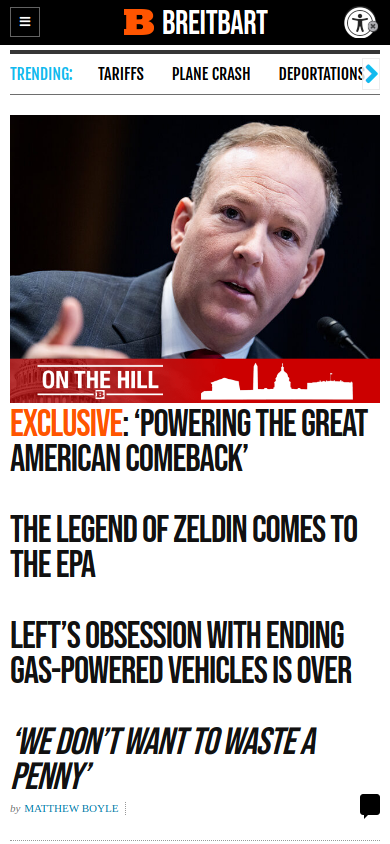 BREITBART
TRENDING:
TARIFFS
PLANE CRASH
DEPORTATIONS
ON THE HILL
EXCLUSIVE: ‘POWERING THE GREAT
AMERICAN COMEBACK’
THE LEGEND OF ZELDIN COMES TO
THE EPA
LEFT’S OBSESSION WITH ENDING
GAS-POWERED VEHICLES IS OVER
‘WE DON’T WANT TO WASTE A
PENNY’
by MATTHEW BOYLE